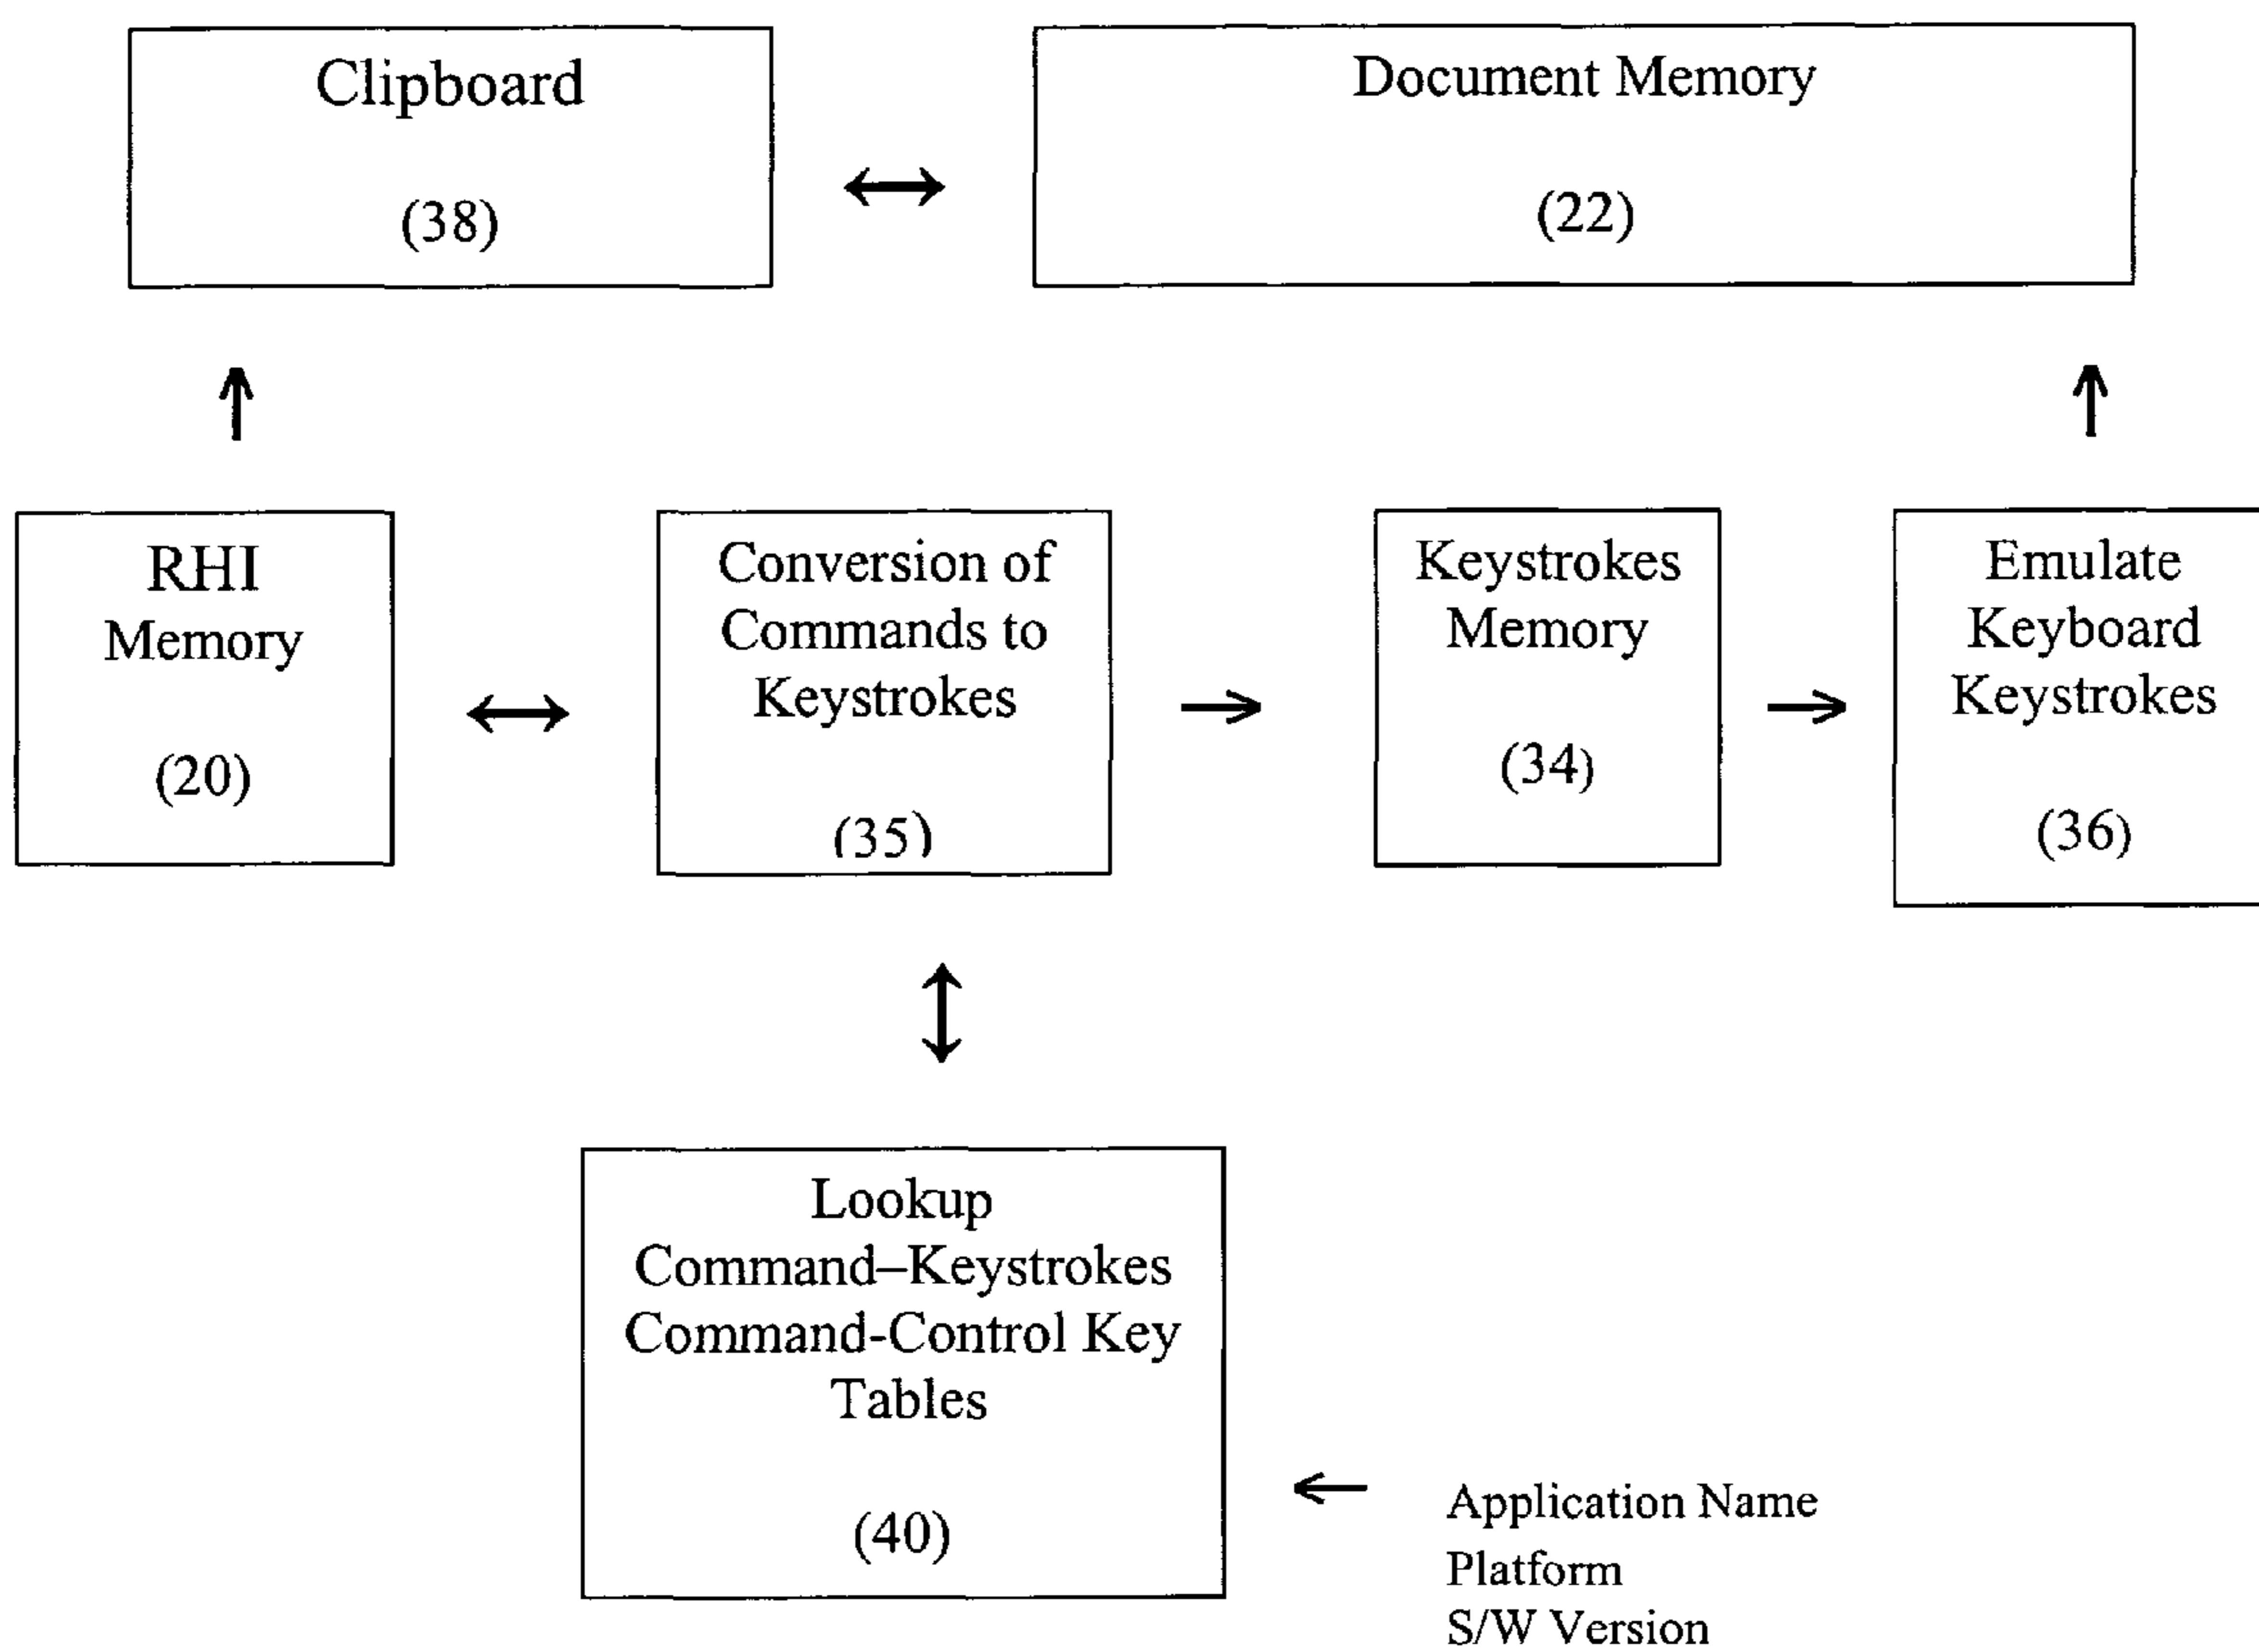 Clipboard
(38)
Document Memory
(22)
RHI
Memory
(20)
Conversion of
Commands to
Keystrokes
(35)
Keystrokes
Memory
(34)
Emulate
Keyboard
Keystrokes
(36)
Lookup
Command–Keystrokes
Command-Control Key
Tables
(40)
Application Name
Platform
S/W Version